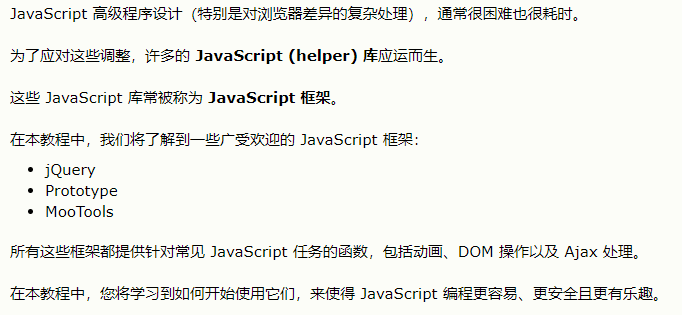 JavaScript 高级程序设计（特别是对浏览器差异的复杂处理），通常很困难也很耗时。
为了应对这些调整，许多的 JavaScript (helper) 库应运而生。
这些 JavaScript 库常被称为 JavaScript 框架。
在本教程中，我们将了解到一些广受欢迎的 JavaScript 框架：
• jQuery
• Prototype
• MooTools
所有这些框架都提供针对常见 JavaScript 任务的函数，包括动画、DOM 操作以及 Ajax 处理。
在本教程中，您将学习到如何开始使用它们，来使得 JavaScript 编程更容易、更安全且更有乐趣。